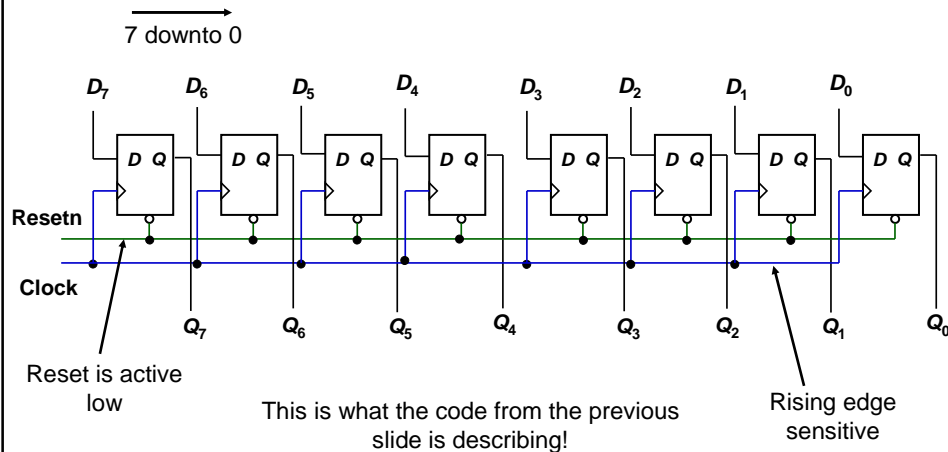 7 downto 0
D7 D6 D5 D4 D3 D2 D1 D0
D Q D Q D Q D Q D Q D Q D Q D Q
Resetn
Clock
Q7 Q6 Q5 Q4 Q3 Q2 Q1 Q0
Reset is active
low
This is what the code from the previous
slide is describing!
Rising edge
sensitive